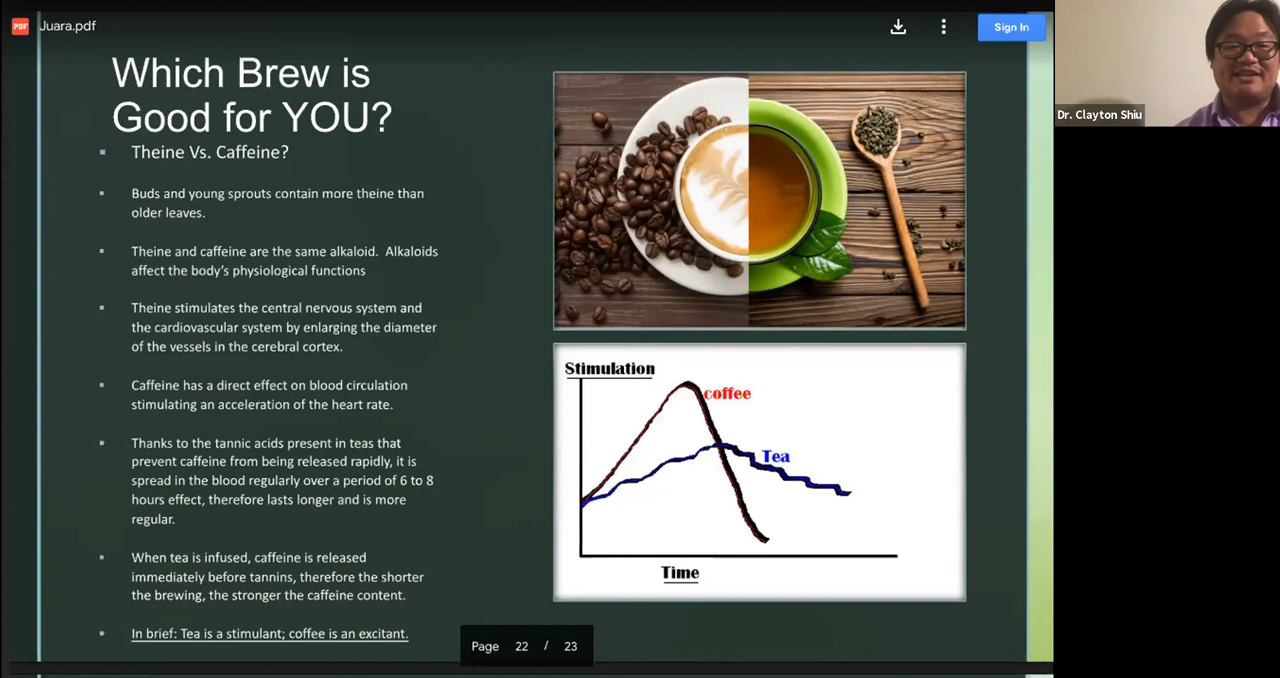 Juara.pdf
Sign In
Which Brew is
Good for YOU?
Theine Vs. Caffeine?
Buds and young sprouts contain more theine than
older leaves.
Theine and caffeine are the same alkaloid. Alkaloids
affect the body's physiological functions
Theine stimulates the central nervous system and
the cardiovascular system by enlarging the diameter
of the vessels in the cerebral cortex.
Caffeine has a direct effect on blood circulation
stimulating an acceleration of the heart rate.
Thanks to the tannic acids present in teas that
prevent caffeine from being released rapidly, it is
spread in the blood regularly over a period of 6 to 8
hours effect, therefore lasts longer and is more
regular.
When tea is infused, caffeine is released
immediately before tannins, therefore the shorter
the brewing, the stronger the caffeine content.
In brief: Tea is a stimulant; coffee is an excitant.
Stimulation
coffee
Tea
Time
Page 22 / 23
Dr. Clayton Shiu
PDF